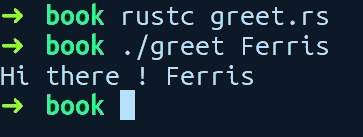 ➜ book rustc greet.rs
➜ book ./greet Ferris
Hi there ! Ferris
➜ book